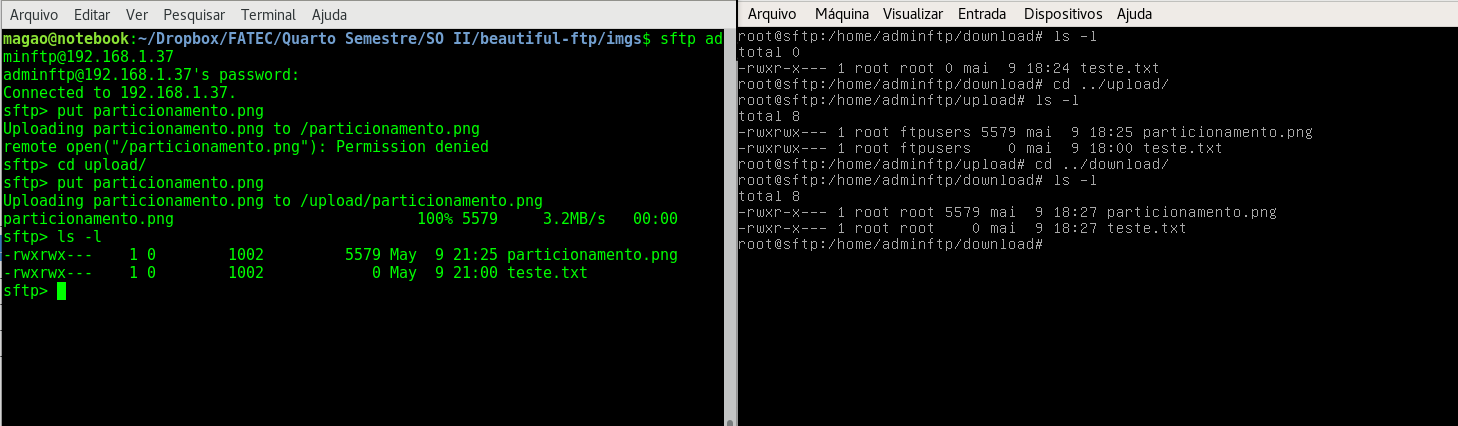 Arquivo Editar Ver Pesquisar Terminal Ajuda
magao@notebook:~/Dropbox/FATEC/Quarto Semestre/SO II/beautiful-ftp/imgs$ sftp ad
minftp@192.168.1.37
adminftp@192.168.1.37's password:
Connected to 192.168.1.37.
sftp> put particionamento.png
Uploading particionamento.png to /particionamento.png
remote open("/particionamento.png"): Permission denied
sftp> cd upload/
sftp> put particionamento.png
Uploading particionamento.png to /upload/particionamento.png
particionamento.png 100% 5579 3.2MB/s 00:00
sftp> ls -l
-rwxrwx--- 1 0 1002 5579 May 9 21:25 particionamento.png
-rwxrwx--- 1 0 1002 0 May 9 21:00 teste.txt
sftp>
Arquivo Máquina Visualizar Entrada Dispositivos Ajuda
root@sftp:/home/adminftp/download# ls -l
total 0
-rwxr-x--- 1 root root 0 mai 9 18:24 teste.txt
root@sftp:/home/adminftp/download# cd ../upload/
root@sftp:/home/adminftp/upload# ls -l
total 8
-rwxrwx--- 1 root ftpusers 5579 mai 9 18:25 particionamento.png
-rwxrwx--- 1 root ftpusers 0 mai 9 18:00 teste.txt
root@sftp:/home/adminftp/upload# cd ../download/
root@sftp:/home/adminftp/download# ls -l
total 8
-rwxr-x--- 1 root root 5579 mai 9 18:27 particionamento.png
-rwxr-x--- 1 root root 0 mai 9 18:27 teste.txt
root@sftp:/home/adminftp/download#